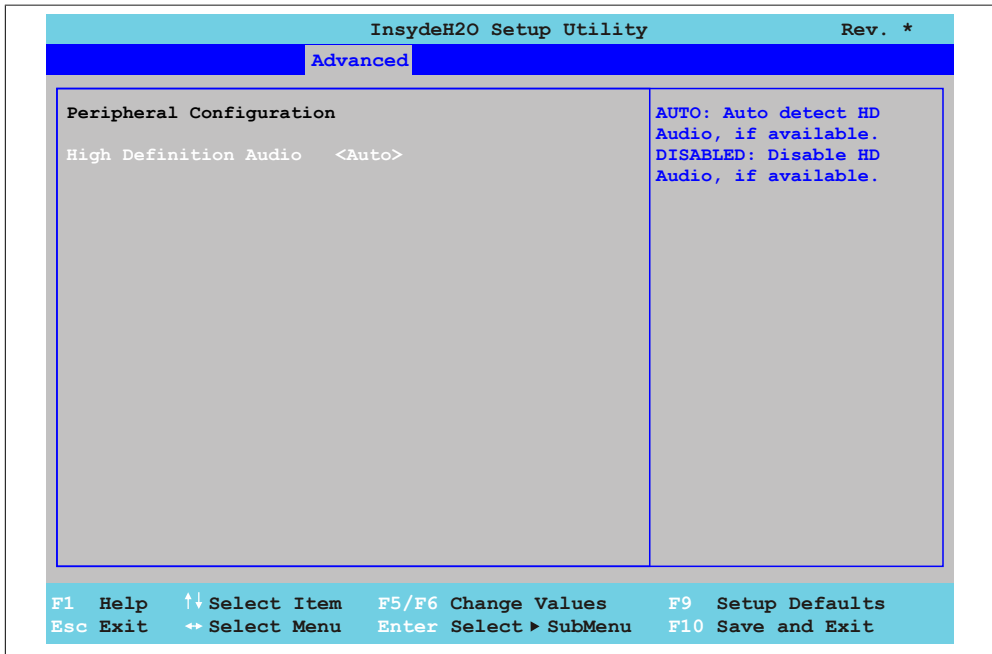 InsydeH2O Setup Utility Rev. *
Advanced
Peripheral Configuration
High Definition Audio <Auto>
AUTO: Auto detect HD
Audio, if available.
DISABLED: Disable HD
Audio, if available.
F1 Help ↑↓ Select Item F5/F6 Change Values F9 Setup Defaults
Esc Exit ↔ Select Menu Enter Select ▶ SubMenu F10 Save and Exit